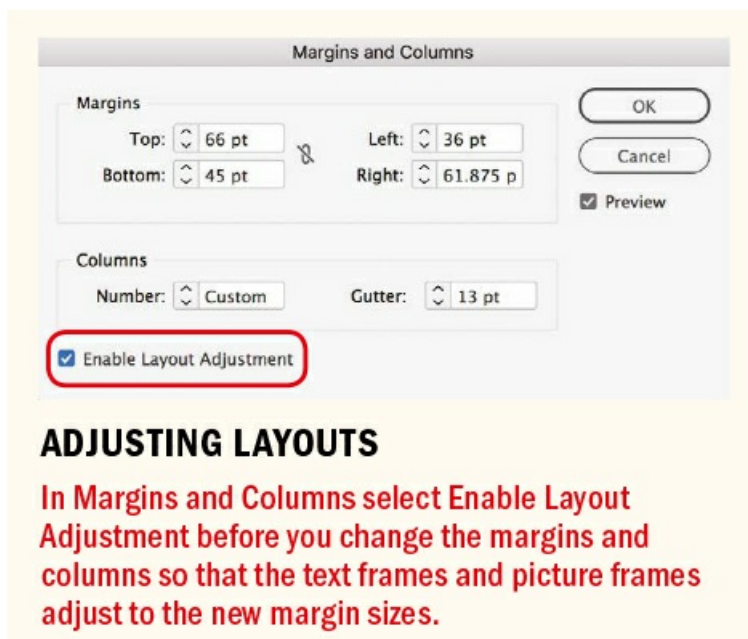 Margins and Columns
Margins
Top: 66 pt Left: 36 pt
Bottom: 45 pt Right: 61.875 p
OK
Cancel
Preview
Columns
Number: Custom Gutter: 13 pt
Enable Layout Adjustment
ADJUSTING LAYOUTS
In Margins and Columns select Enable Layout
Adjustment before you change the margins and
columns so that the text frames and picture frames
adjust to the new margin sizes.